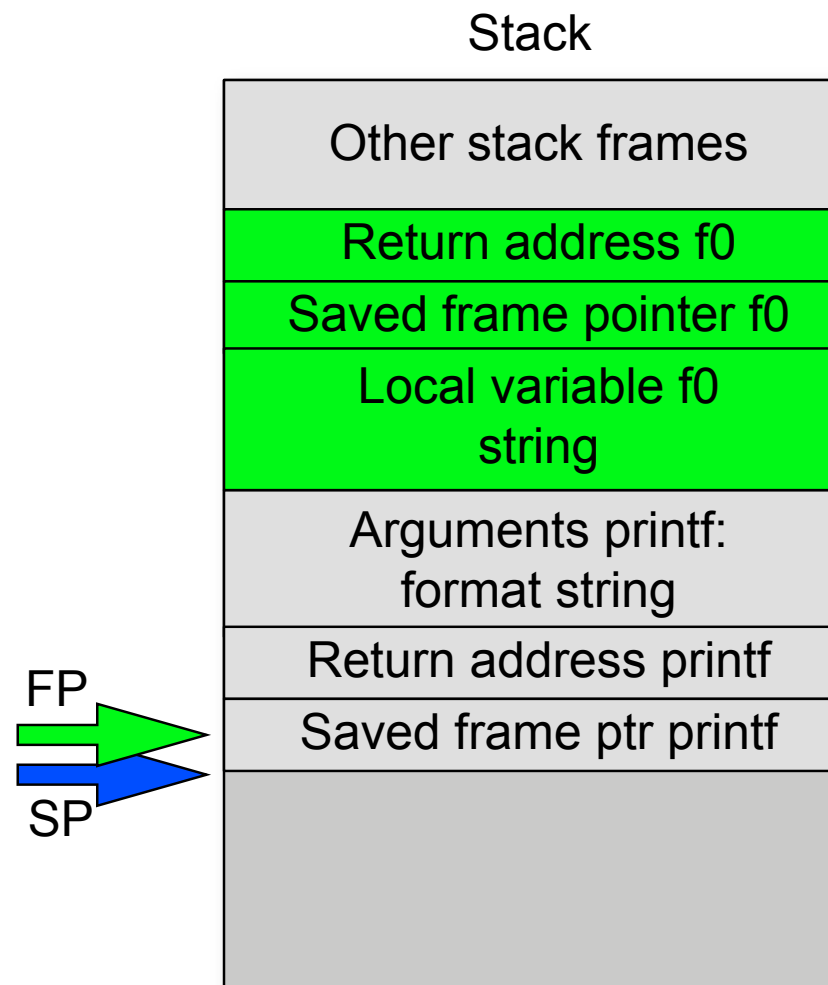 Stack
Other stack frames
Return address f0
Saved frame pointer f0
Local variable f0
string
Arguments printf:
format string
Return address printf
FP
Saved frame ptr printf
SP